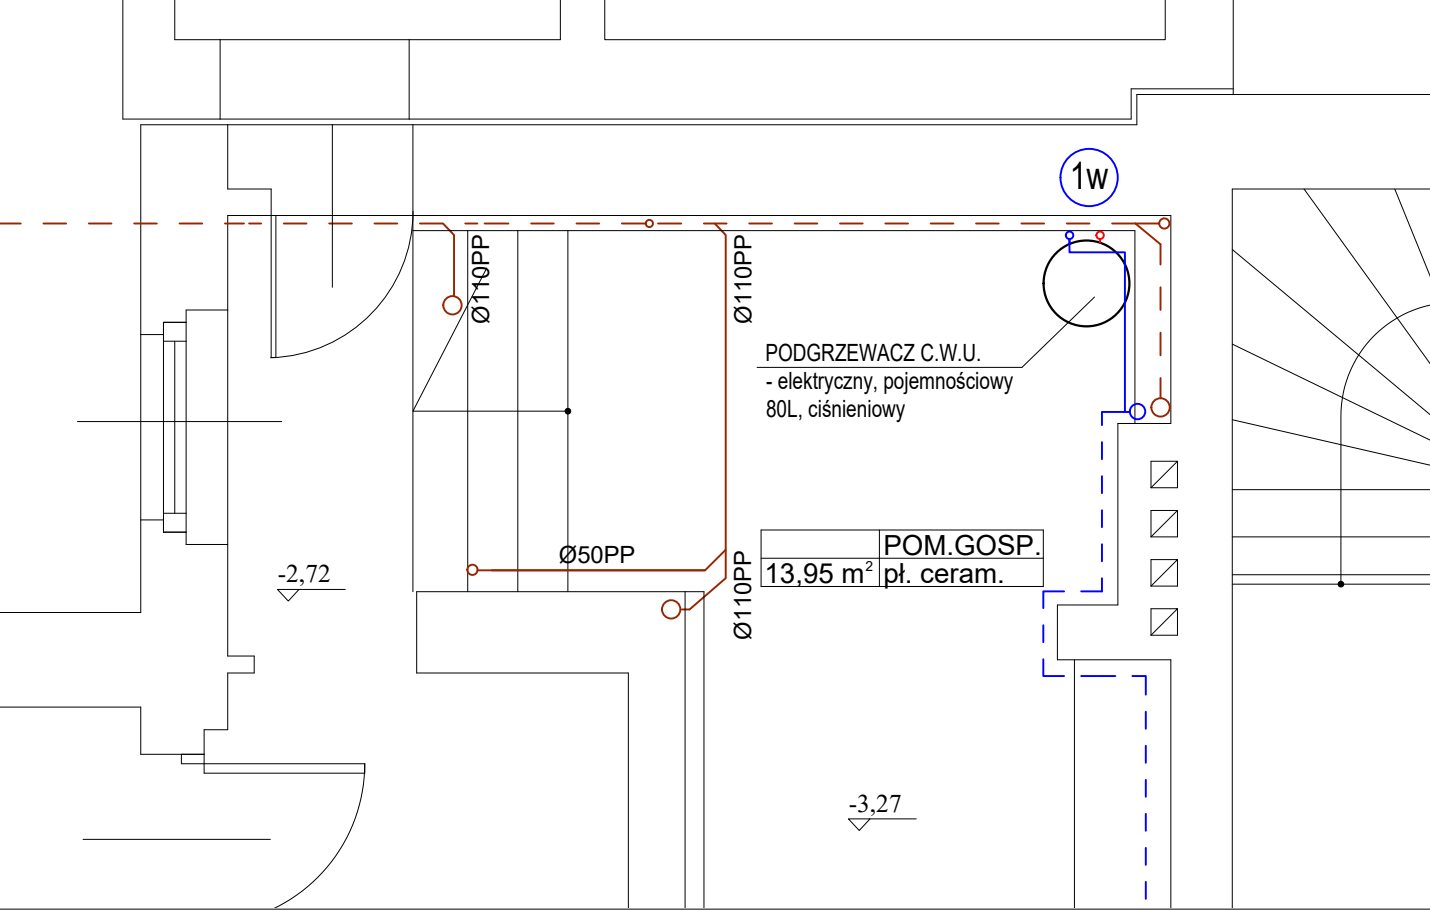 1w
Ø110PP
Ø110PP
PODGRZEWACZ C.W.U.
- elektryczny, pojemnościowy
80L, ciśnieniowy
Ø50PP
Ø110PP
POM.GOSP.
13,95 m² pł. ceram.
-2,72
-3,27